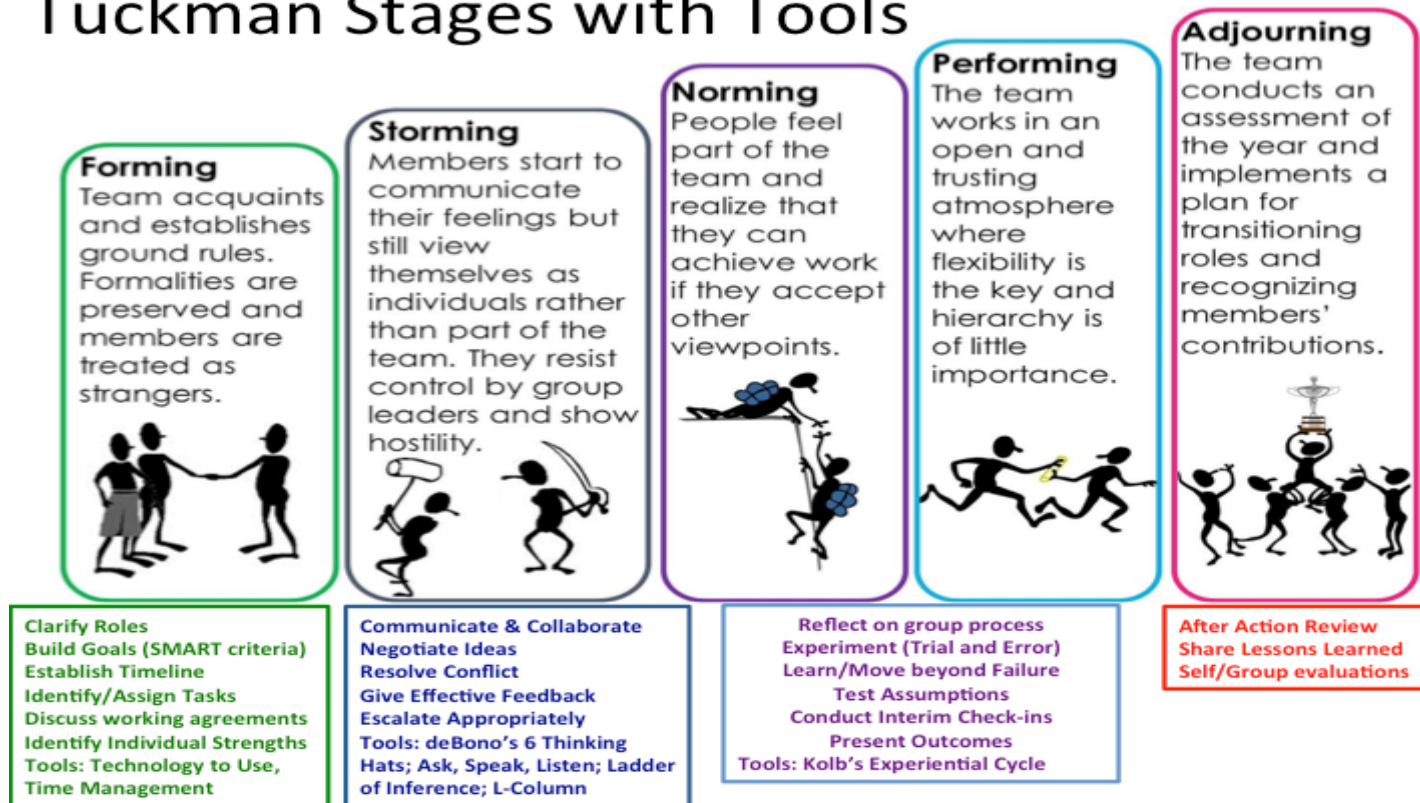 Tuckman Stages with Tools
Forming
Team acquaints
and establishes
ground rules.
Formalities are
preserved and
members are
treated as
strangers.
Storming
Members start to
communicate
their feelings but
still view
themselves as
individuals rather
than part of the
team. They resist
control by group
leaders and show
hostility.
Norming
People feel
part of the
team and
realize that
they can
achieve work
if they accept
other
viewpoints.
Performing
The team
works in an
open and
trusting
atmosphere
where
flexibility is
the key and
hierarchy is
of little
importance.
Adjourning
The team
conducts an
assessment of
the year and
implements a
plan for
transitioning
roles and
recognizing
members'
contributions.
Clarify Roles
Build Goals (SMART criteria)
Establish Timeline
Identify/Assign Tasks
Discuss working agreements
Identify Individual Strengths
Tools: Technology to Use,
Time Management
Communicate & Collaborate
Negotiate Ideas
Resolve Conflict
Give Effective Feedback
Escalate Appropriately
Tools: deBono's 6 Thinking
Hats; Ask, Speak, Listen; Ladder
of Inference; L-Column
Reflect on group process
Experiment (Trial and Error)
Learn/Move beyond Failure
Test Assumptions
Conduct Interim Check-ins
Present Outcomes
Tools: Kolb's Experiential Cycle
After Action Review
Share Lessons Learned
Self/Group evaluations